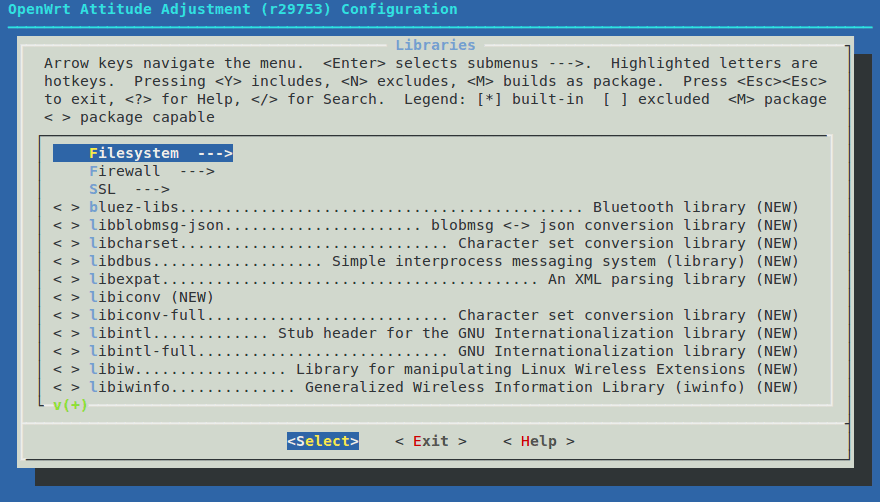 OpenWrt Attitude Adjustment (r29753) Configuration
Libraries
Arrow keys navigate the menu.  <Enter> selects submenus --->.  Highlighted letters are
hotkeys.  Pressing <Y> includes, <N> excludes, <M> builds as package.  Press <Esc><Esc>
to exit, <?> for Help, </> for Search.  Legend: [*] built-in  [ ] excluded  <M> package
< > package capable
Filesystem  --->
Firewall  --->
SSL  --->
< > bluez-libs............................................. Bluetooth library (NEW)
< > libblobmsg-json...................... blobmsg <-> json conversion library (NEW)
< > libcharset.............................. Character set conversion library (NEW)
< > libdbus................... Simple interprocess messaging system (library) (NEW)
< > libexpat.......................................... An XML parsing library (NEW)
< > libiconv (NEW)
< > libiconv-full........................... Character set conversion library (NEW)
< > libintl............. Stub header for the GNU Internationalization library (NEW)
< > libintl-full............................ GNU Internationalization library (NEW)
< > libiw................. Library for manipulating Linux Wireless Extensions (NEW)
< > libiwinfo.............. Generalized Wireless Information Library (iwinfo) (NEW)
v(+)
<Select>    < Exit >    < Help >